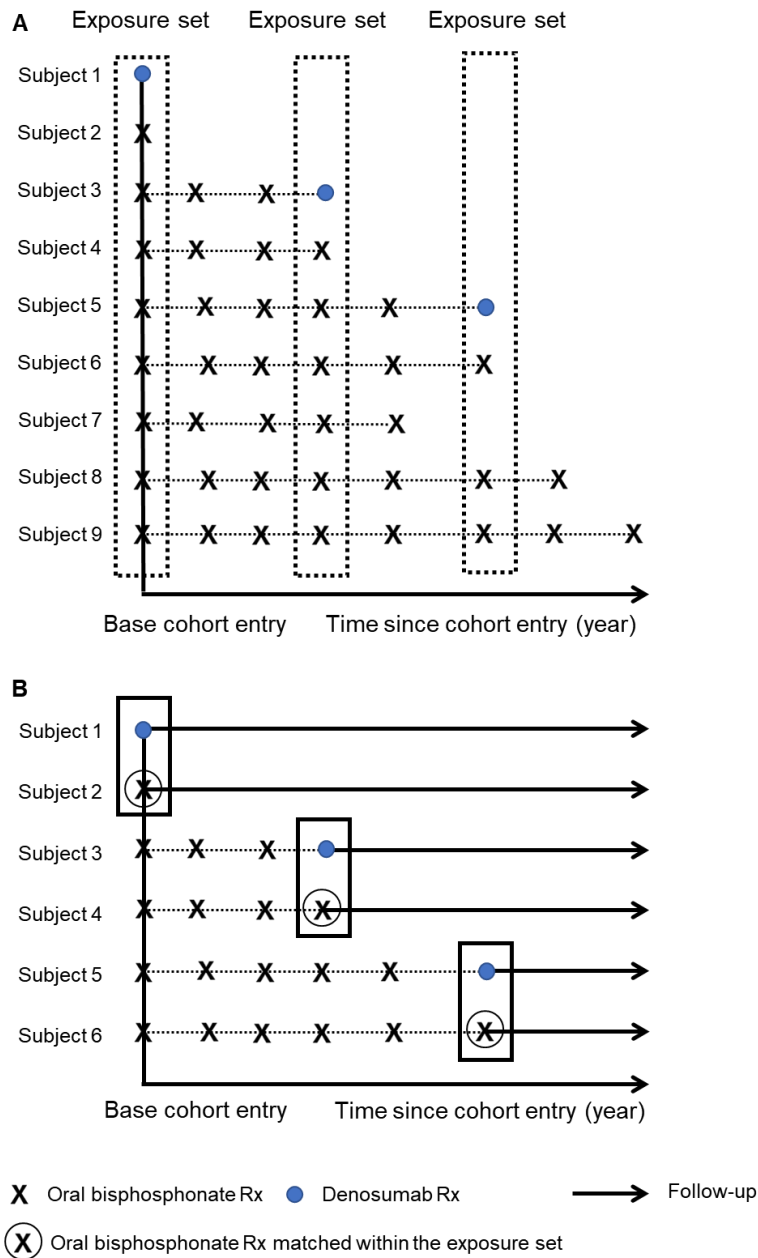 A
Exposure set Exposure set Exposure set
Subject 1
Subject 2
Subject 3
Subject 4
Subject 5
Subject 6
Subject 7
Subject 8
Subject 9
Base cohort entry Time since cohort entry (year)
B
Subject 1
Subject 2
Subject 3
Subject 4
Subject 5
Subject 6
Base cohort entry Time since cohort entry (year)
X Oral bisphosphonate Rx Denosumab Rx Follow-up
X Oral bisphosphonate Rx matched within the exposure set